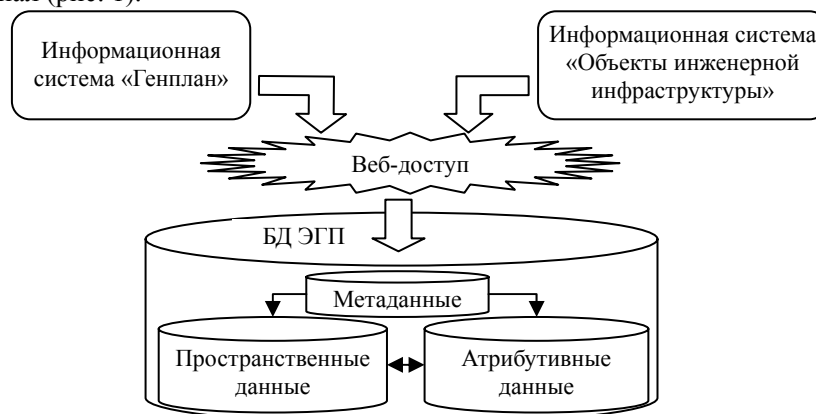 (рис. 1).
Информационная
система «Генплан»
Информационная система
«Объекты инженерной
инфраструктуры»
Веб-доступ
БД ЭГП
Метаданные
Пространственные
данные
Атрибутивные
данные